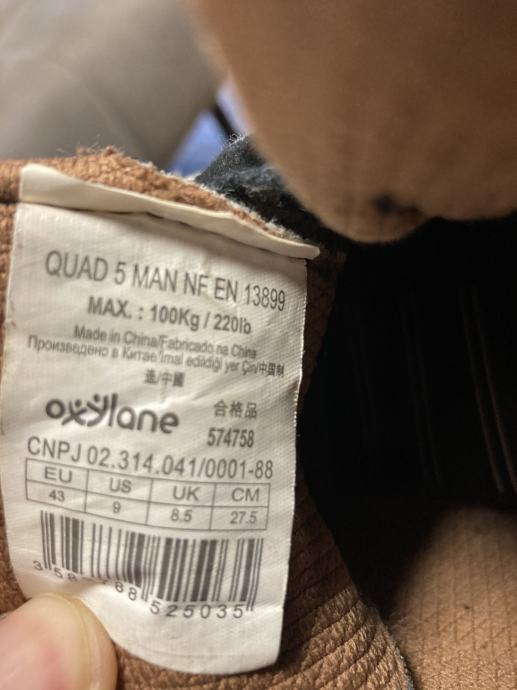 QUAD 5 MAN NF EN 13899
MAX. : 100Kg / 220lb
Made in China/Fabricado na China
Произведено в Китае/Imal edildiği yer Çin/中国制
造/中國
oxylane
合格品
574758
CNPJ 02.314.041/0001-88
EU US UK CM
43 9 8.5 27.5
525035